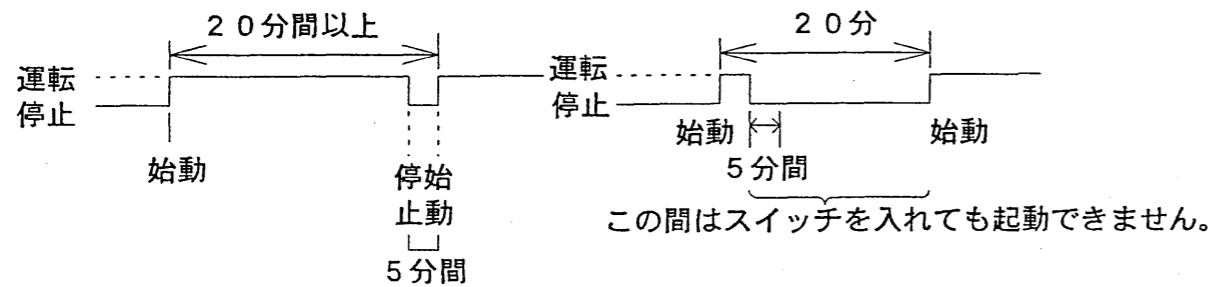 20分間以上
運転
停止
始動
停始
止動
5分間
20分
運転
停止
始動
始動
5分間
この間はスイッチを入れても起動できません。